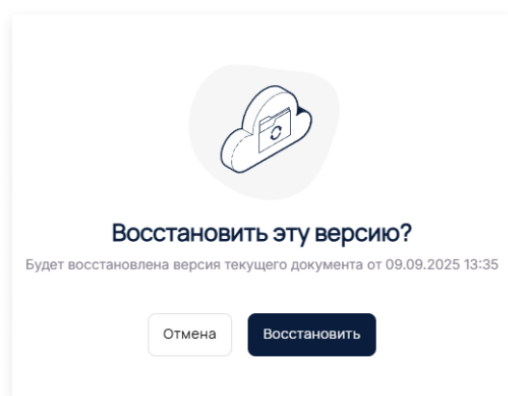 Восстановить эту версию?
Будет восстановлена версия текущего документа от 09.09.2025 13:35
Отмена
Восстановить